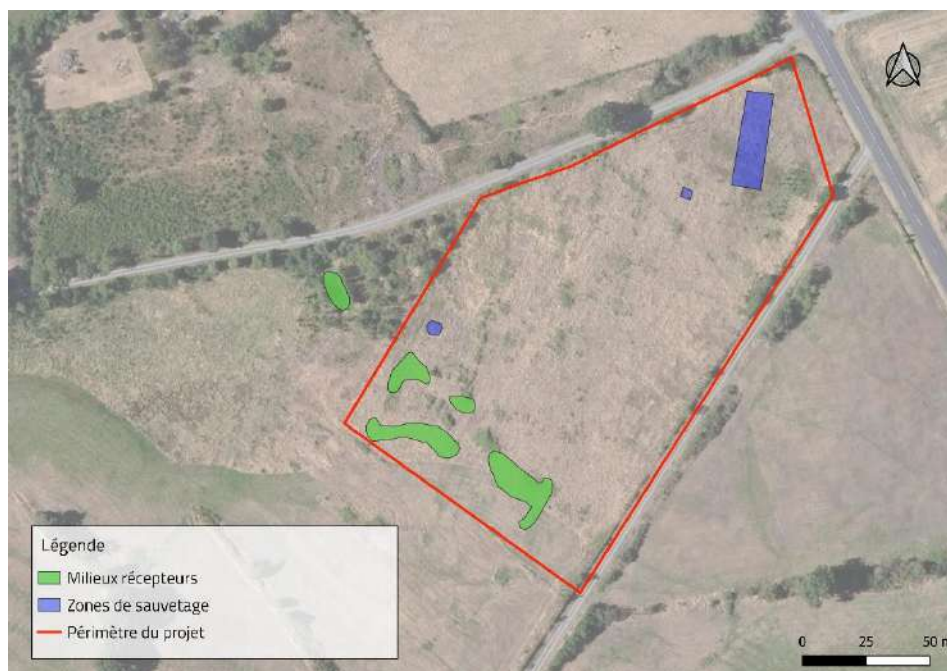 Légende
Milieux récepteurs
Zones de sauvetage
Périmètre du projet
0 25 50 m